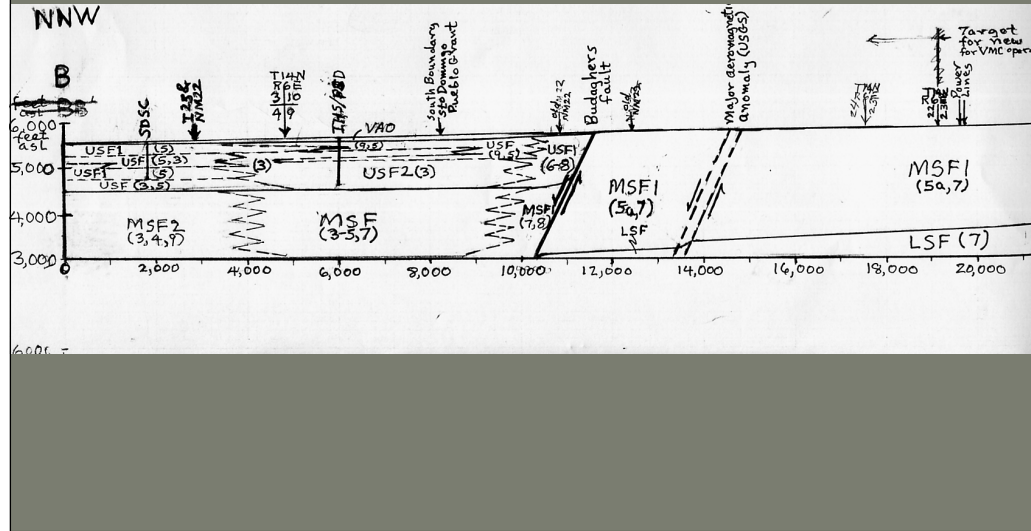 NNW
B
6,000
feet
asl
5,000
4,000
3,000
SDSC
I25&
NM22
T14N
R6E
3 | 10
4 | 9
South Boundary
Sto Domingo
Pueblo Grant
VAO
(9,5)
NM22
Budaghers
fault
Major aeromagnetic
anomaly (USGS)
Target
for new
for VMC oper
Power
Lines
USF1 (5)
USF (5,3)
USF1 (5)
USF (3,5)
(3)
USF2 (3)
USF
(9,5)
USF1
(6-8)
MSF2
(3,4,9)
MSF
(3-5,7)
MSF
(7,8)
MSF1
(5a,7)
LSF
MSF1
(5a,7)
LSF (7)
0
2,000
4,000
6,000
8,000
10,000
12,000
14,000
16,000
18,000
20,000